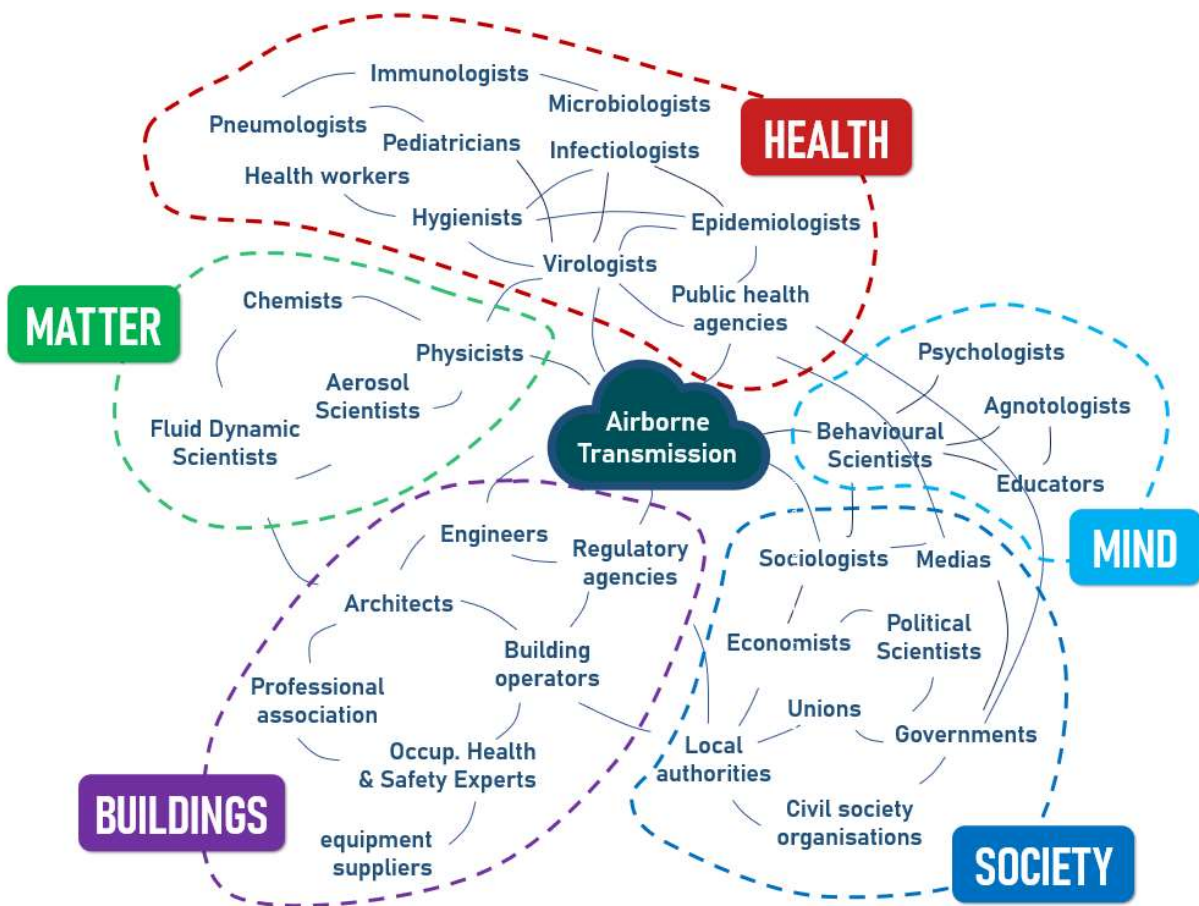 Immunologists
Microbiologists
Pneumologists
Pediatricians
Infectiologists
Health workers
Hygienists
Epidemiologists
Virologists
Public health
agencies
HEALTH
MATTER
Chemists
Physicists
Aerosol
Scientists
Fluid Dynamic
Scientists
Airborne
Transmission
Psychologists
Agnotologists
Behavioural
Scientists
Educators
MIND
Engineers
Regulatory
agencies
Architects
Building
operators
Professional
association
Occup. Health
& Safety Experts
equipment
suppliers
BUILDINGS
Sociologists
Medias
Economists
Political
Scientists
Unions
Governments
Local
authorities
Civil society
organisations
SOCIETY